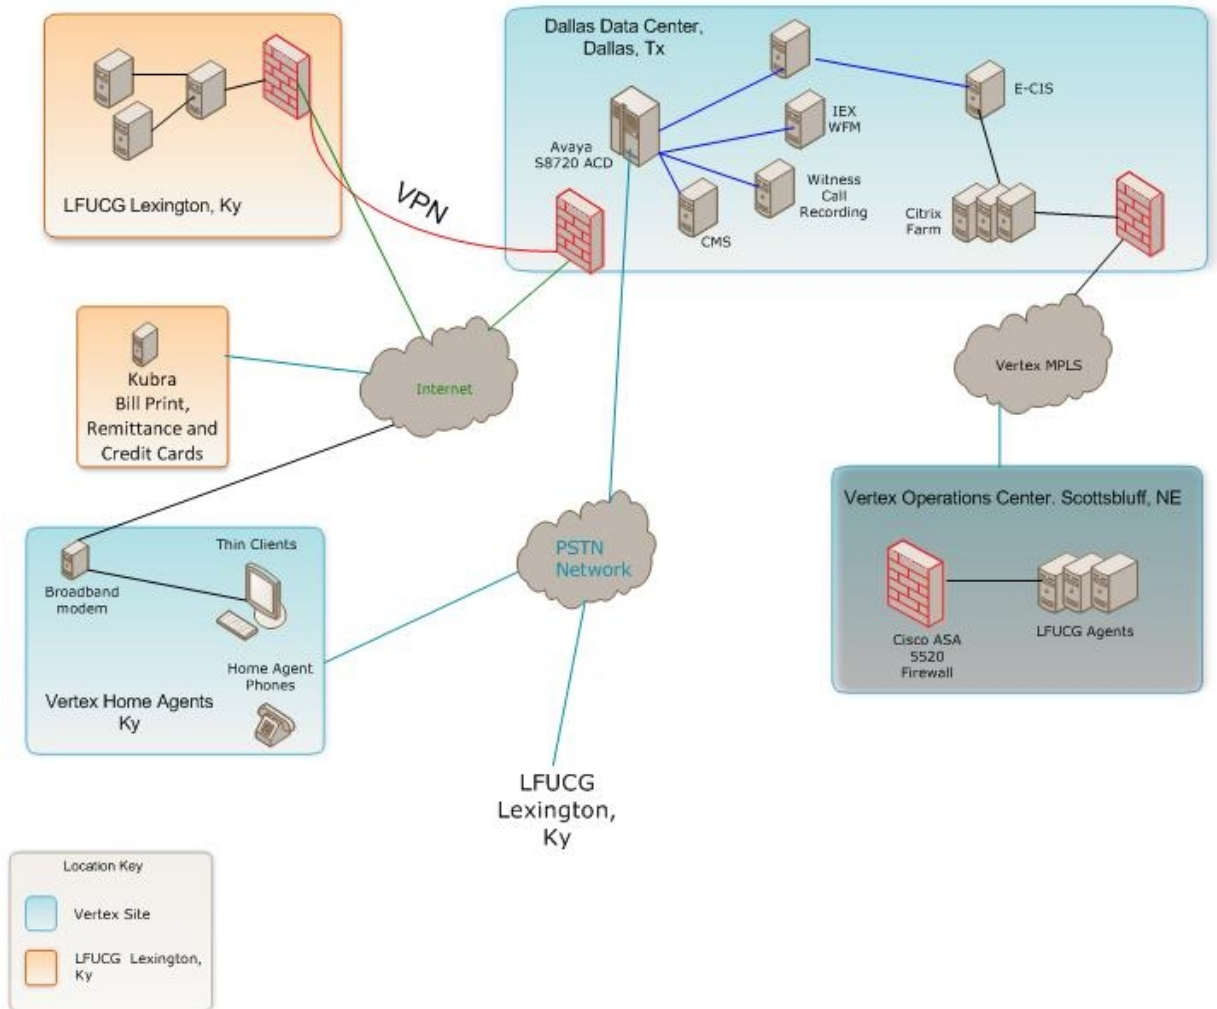 Dallas Data Center,
Dallas, Tx
E-CIS
IEX
WFM
Avaya
S8720 ACD
Witness
Call
Recording
CMS
Citrix
Farm
LFUCG Lexington, Ky
VPN
Kubra
Bill Print,
Remittance and
Credit Cards
Internet
Vertex MPLS
Vertex Operations Center. Scottsbluff, NE
Cisco ASA
5520
Firewall
LFUCG Agents
PSTN
Network
Thin Clients
Broadband
modem
Home Agent
Phones
Vertex Home Agents
Ky
LFUCG
Lexington,
Ky
Location Key
Vertex Site
LFUCG Lexington,
Ky